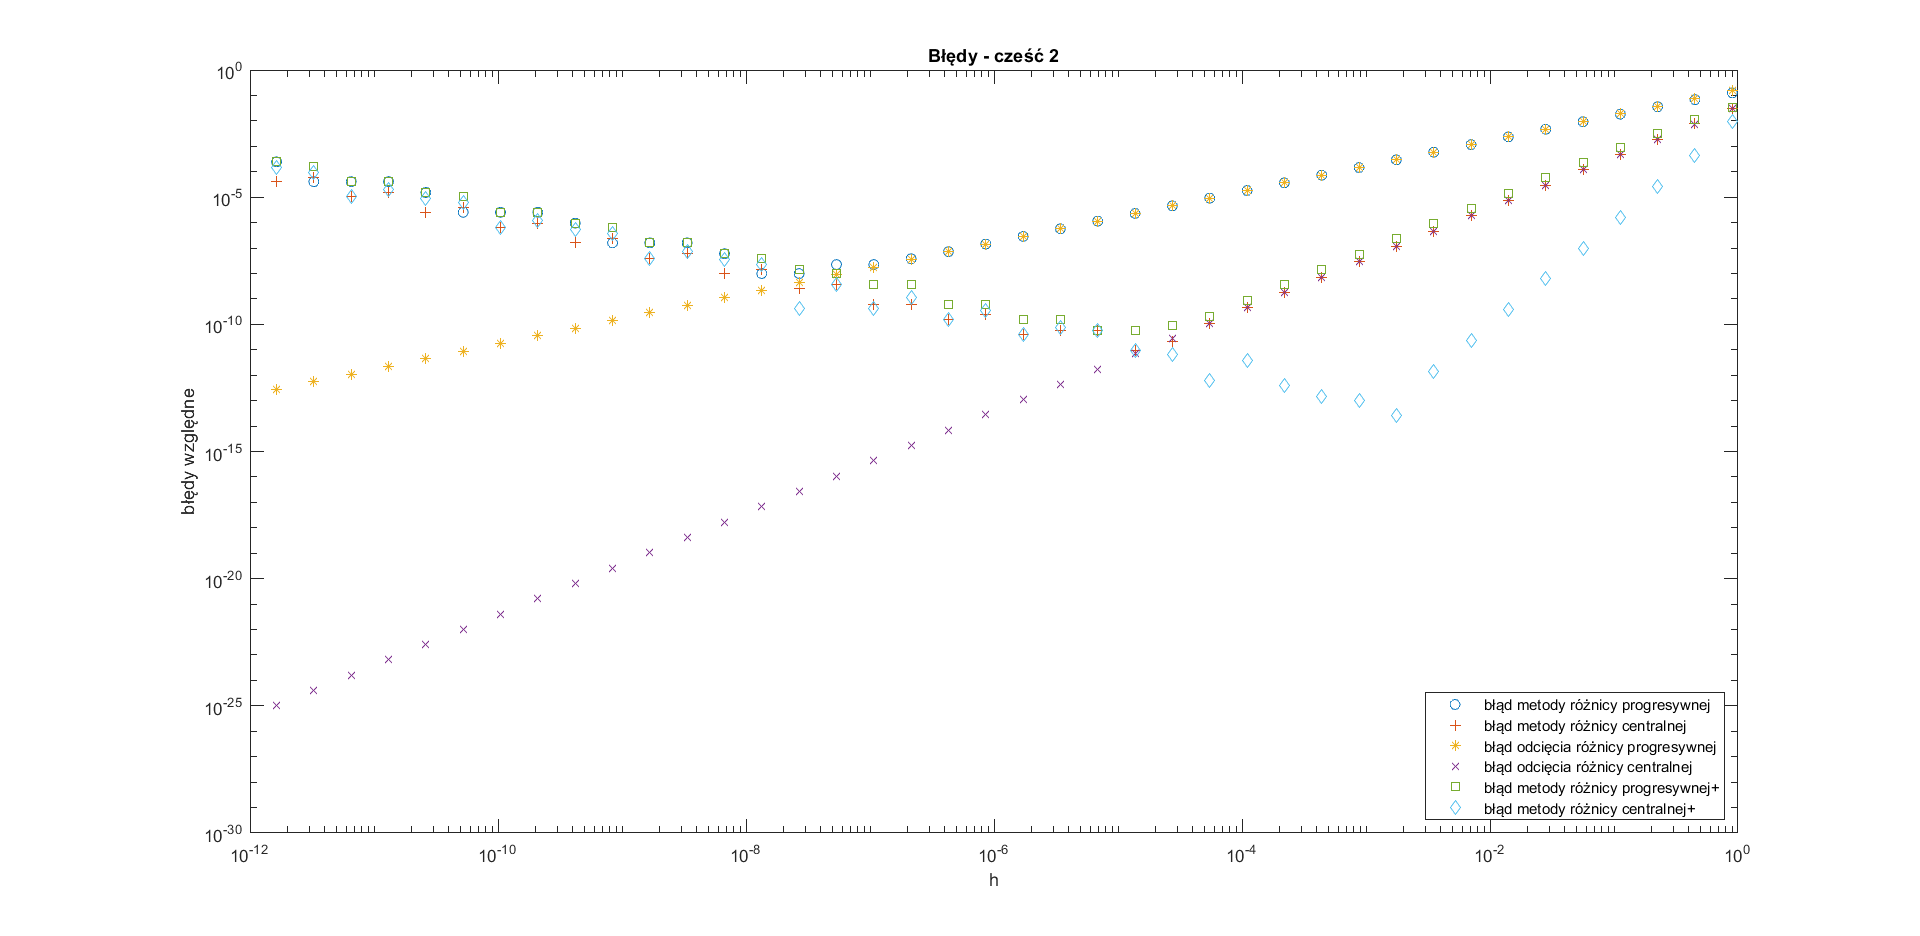 Błędy - cześć 2
10^0
10^-5
10^-10
10^-15
10^-20
10^-25
10^-30
błędy względne
10^-12
10^-10
10^-8
10^-6
10^-4
10^-2
10^0
h
błąd metody różnicy progresywnej
błąd metody różnicy centralnej
błąd odcięcia różnicy progresywnej
błąd odcięcia różnicy centralnej
błąd metody różnicy progresywnej+
błąd metody różnicy centralnej+